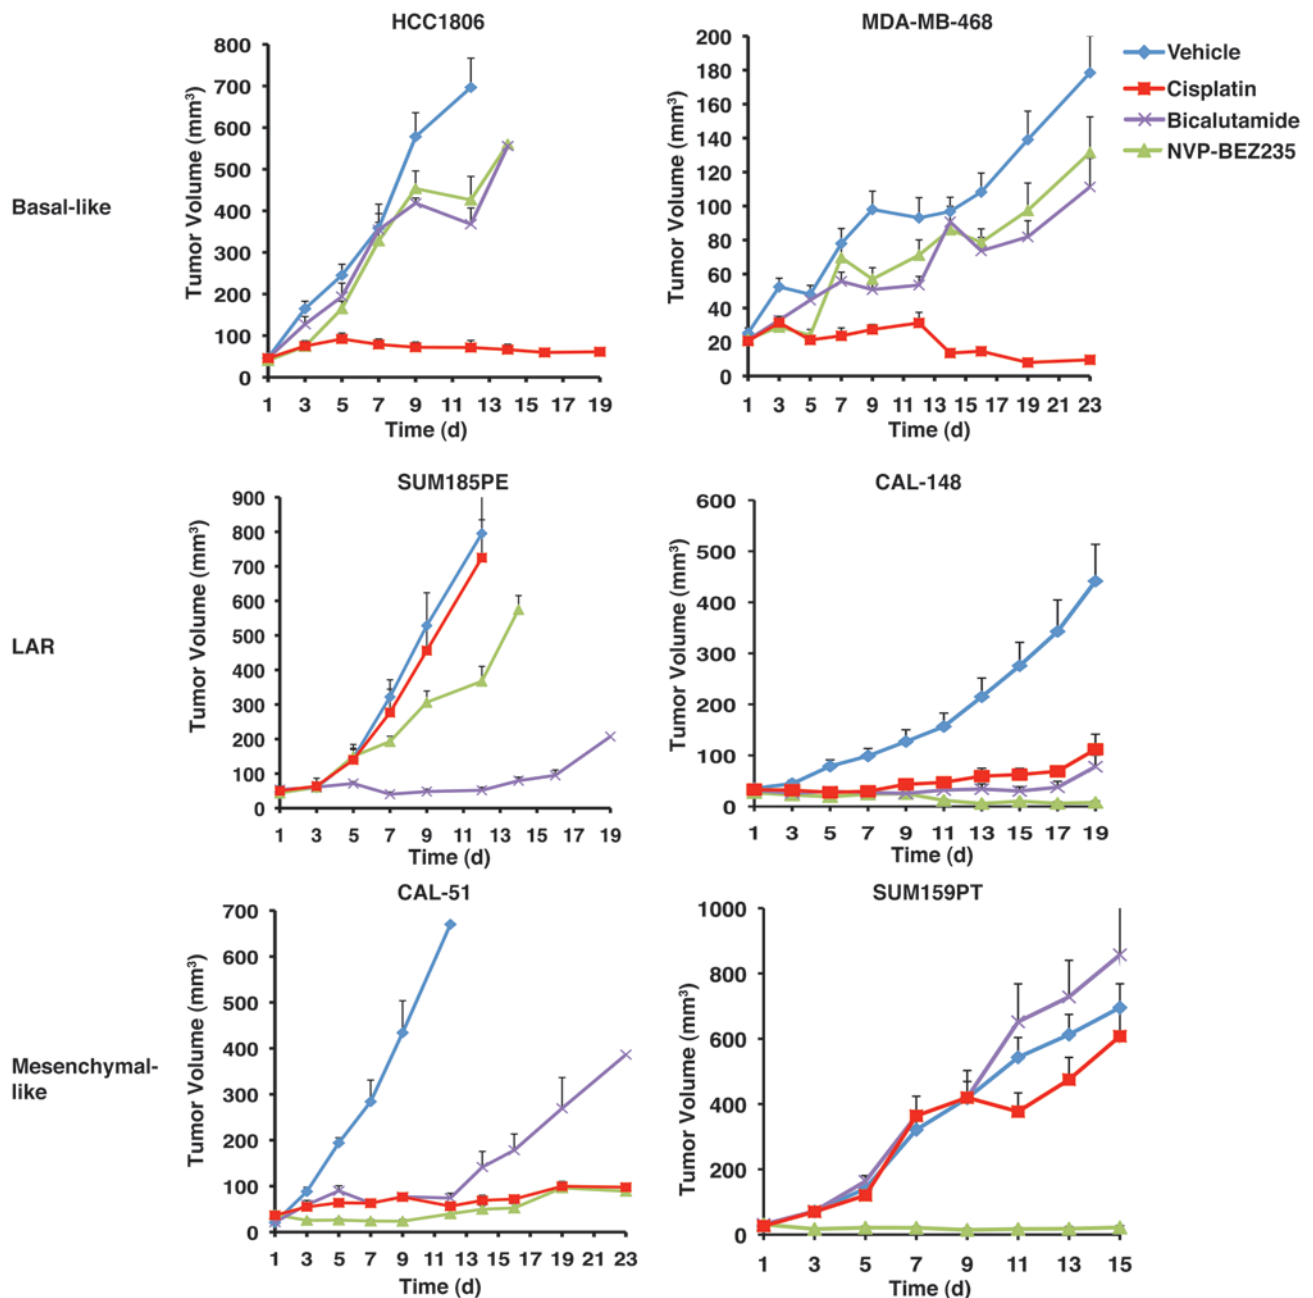 HCC1806
MDA-MB-468
Vehicle
Cisplatin
Bicalutamide
NVP-BEZ235
Basal-like
Tumor Volume (mm³)
800
700
600
500
400
300
200
100
0
1 3 5 7 9 11 13 15 17 19
Time (d)
Tumor Volume (mm³)
200
180
160
140
120
100
80
60
40
20
0
1 3 5 7 9 11 13 15 17 19 21 23
Time (d)
LAR
SUM185PE
Tumor Volume (mm³)
900
800
700
600
500
400
300
200
100
0
1 3 5 7 9 11 13 15 17 19
Time (d)
CAL-148
Tumor Volume (mm³)
600
500
400
300
200
100
0
1 3 5 7 9 11 13 15 17 19
Time (d)
Mesenchymal-
like
CAL-51
Tumor Volume (mm³)
700
600
500
400
300
200
100
0
1 3 5 7 9 11 13 15 17 19 21 23
Time (d)
SUM159PT
Tumor Volume (mm³)
1000
800
600
400
200
0
1 3 5 7 9 11 13 15
Time (d)